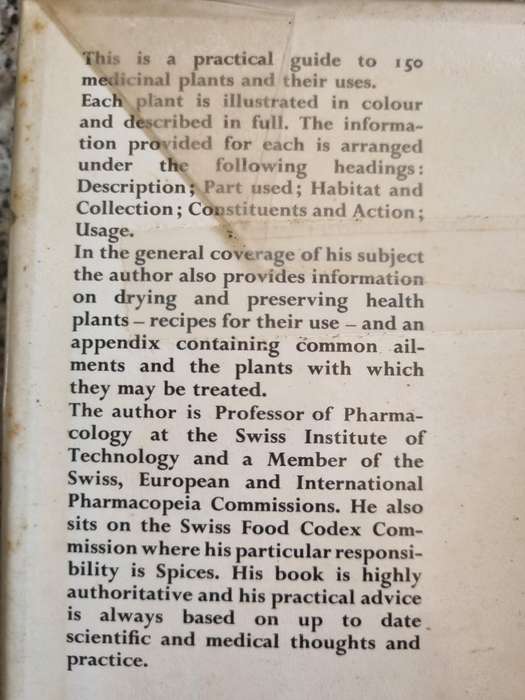 This is a practical guide to 150
medicinal plants and their uses.
Each plant is illustrated in colour
and described in full. The informa-
tion provided for each is arranged
under the following headings:
Description; Part used; Habitat and
Collection; Constituents and Action;
Usage.
In the general coverage of his subject
the author also provides information
on drying and preserving health
plants – recipes for their use – and an
appendix containing common ail-
ments and the plants with which
they may be treated.
The author is Professor of Pharma-
cology at the Swiss Institute of
Technology and a Member of the
Swiss, European and International
Pharmacopeia Commissions. He also
sits on the Swiss Food Codex Com-
mission where his particular responsi-
bility is Spices. His book is highly
authoritative and his practical advice
is always based on up to date
scientific and medical thoughts and
practice.